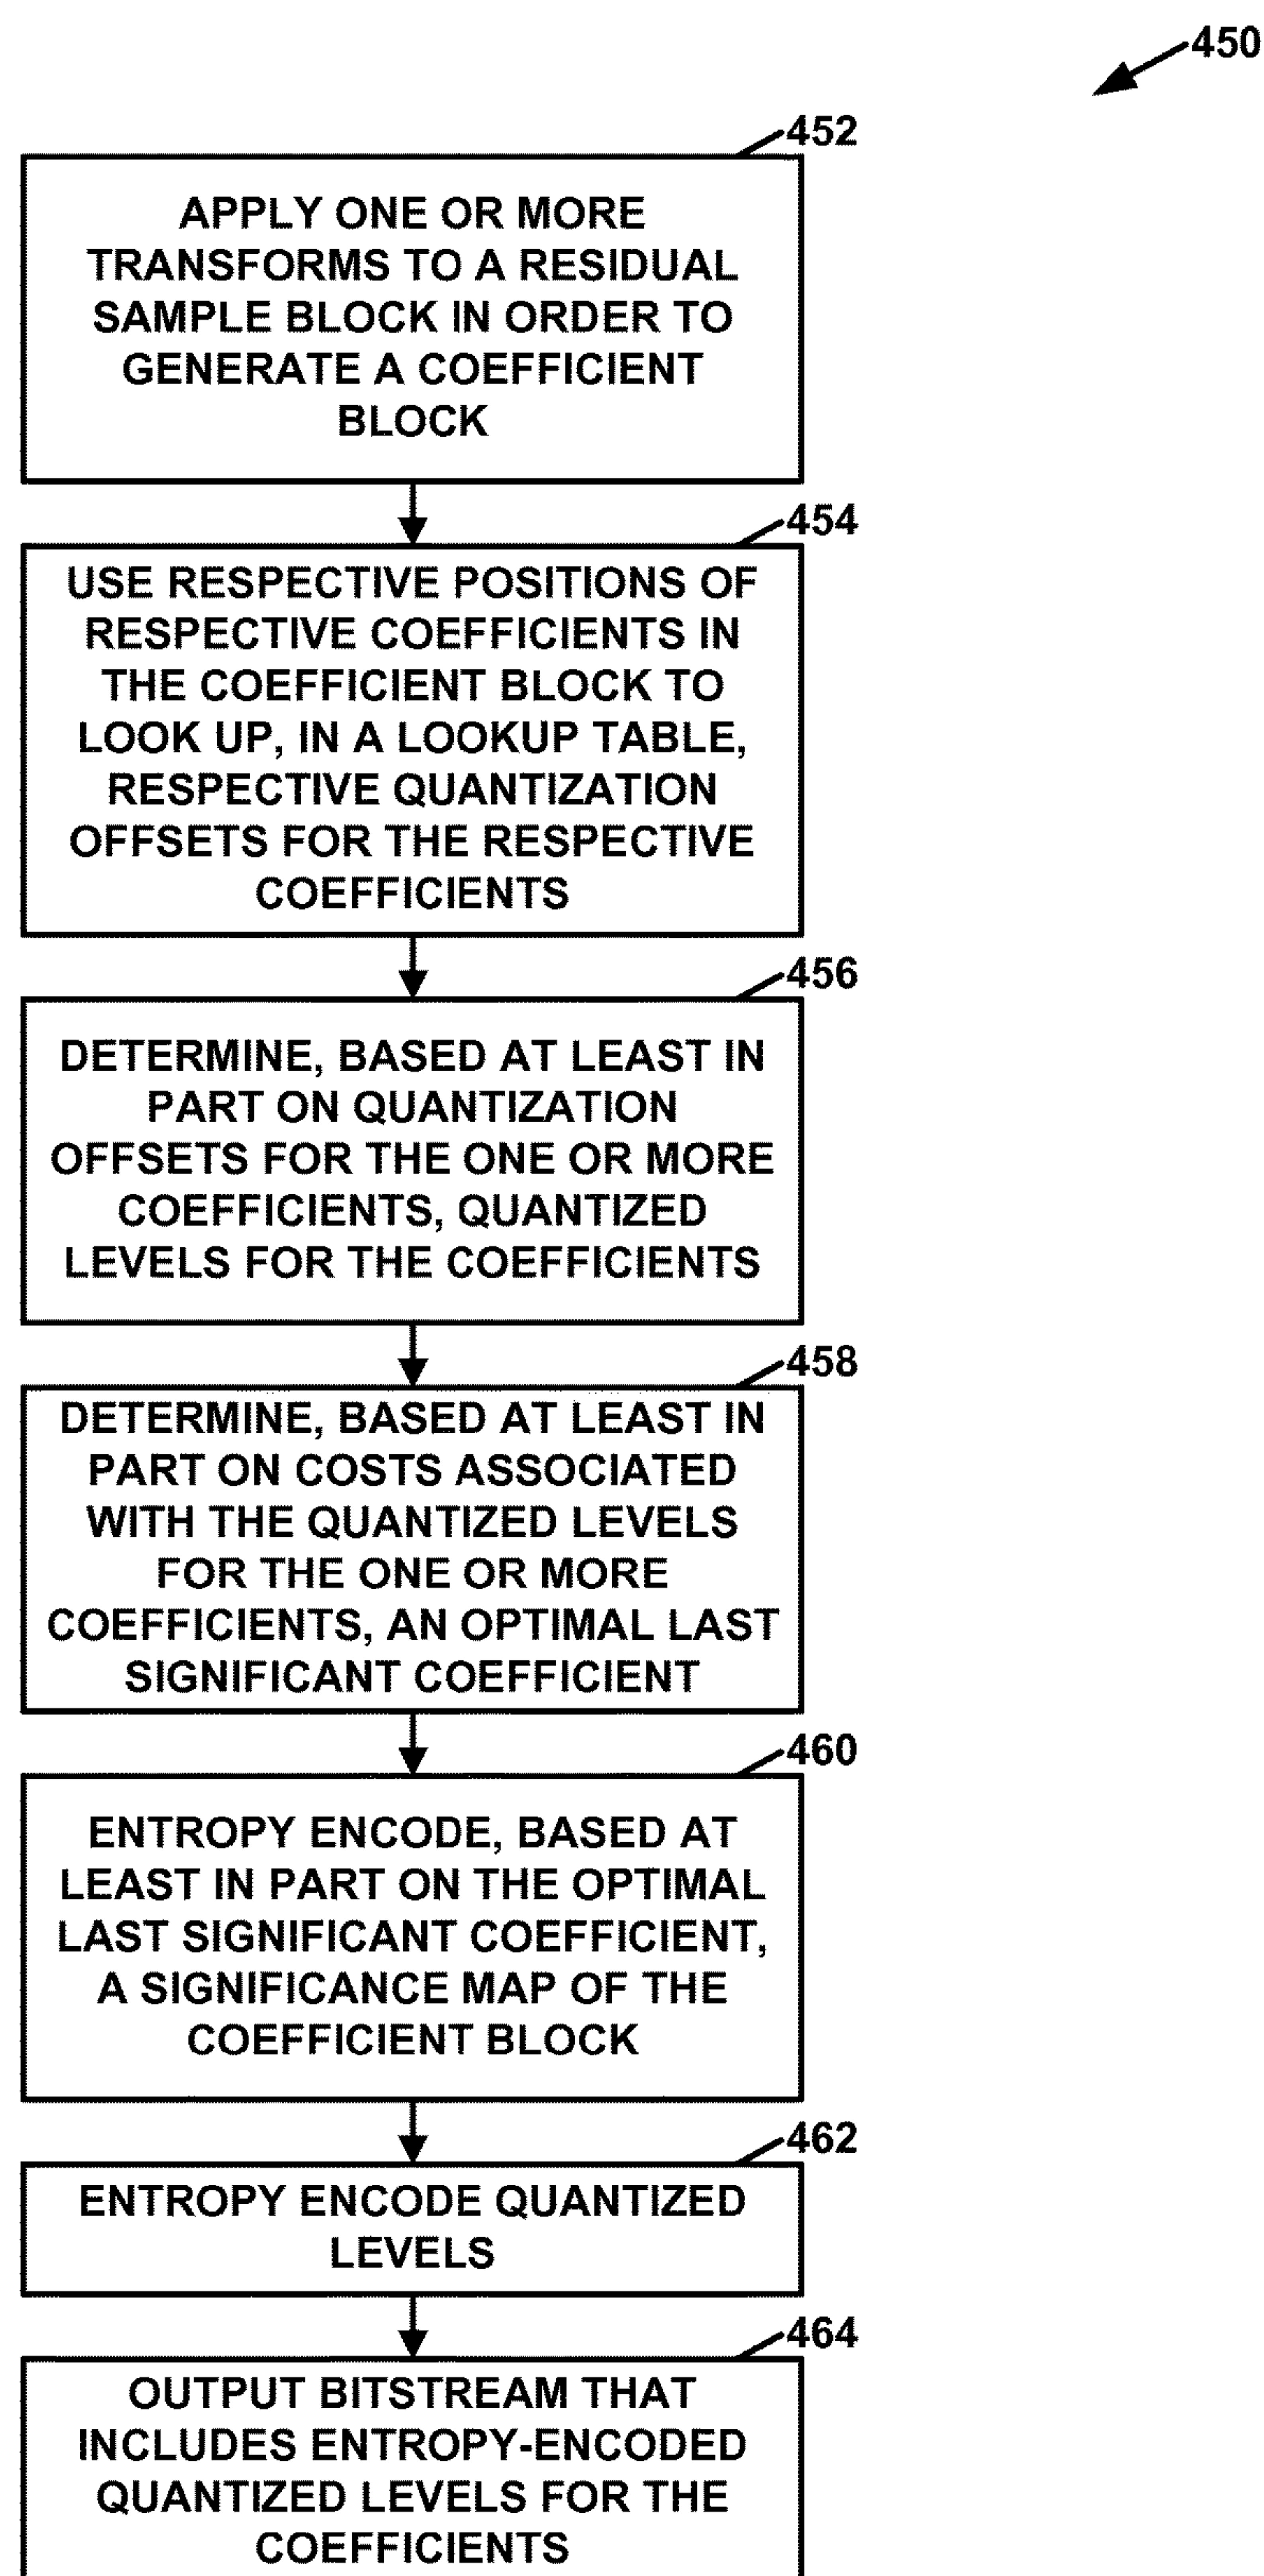 450
452
APPLY ONE OR MORE
TRANSFORMS TO A RESIDUAL
SAMPLE BLOCK IN ORDER TO
GENERATE A COEFFICIENT
BLOCK
454
USE RESPECTIVE POSITIONS OF
RESPECTIVE COEFFICIENTS IN
THE COEFFICIENT BLOCK TO
LOOK UP, IN A LOOKUP TABLE,
RESPECTIVE QUANTIZATION
OFFSETS FOR THE RESPECTIVE
COEFFICIENTS
456
DETERMINE, BASED AT LEAST IN
PART ON QUANTIZATION
OFFSETS FOR THE ONE OR MORE
COEFFICIENTS, QUANTIZED
LEVELS FOR THE COEFFICIENTS
458
DETERMINE, BASED AT LEAST IN
PART ON COSTS ASSOCIATED
WITH THE QUANTIZED LEVELS
FOR THE ONE OR MORE
COEFFICIENTS, AN OPTIMAL LAST
SIGNIFICANT COEFFICIENT
460
ENTROPY ENCODE, BASED AT
LEAST IN PART ON THE OPTIMAL
LAST SIGNIFICANT COEFFICIENT,
A SIGNIFICANCE MAP OF THE
COEFFICIENT BLOCK
462
ENTROPY ENCODE QUANTIZED
LEVELS
464
OUTPUT BITSTREAM THAT
INCLUDES ENTROPY-ENCODED
QUANTIZED LEVELS FOR THE
COEFFICIENTS